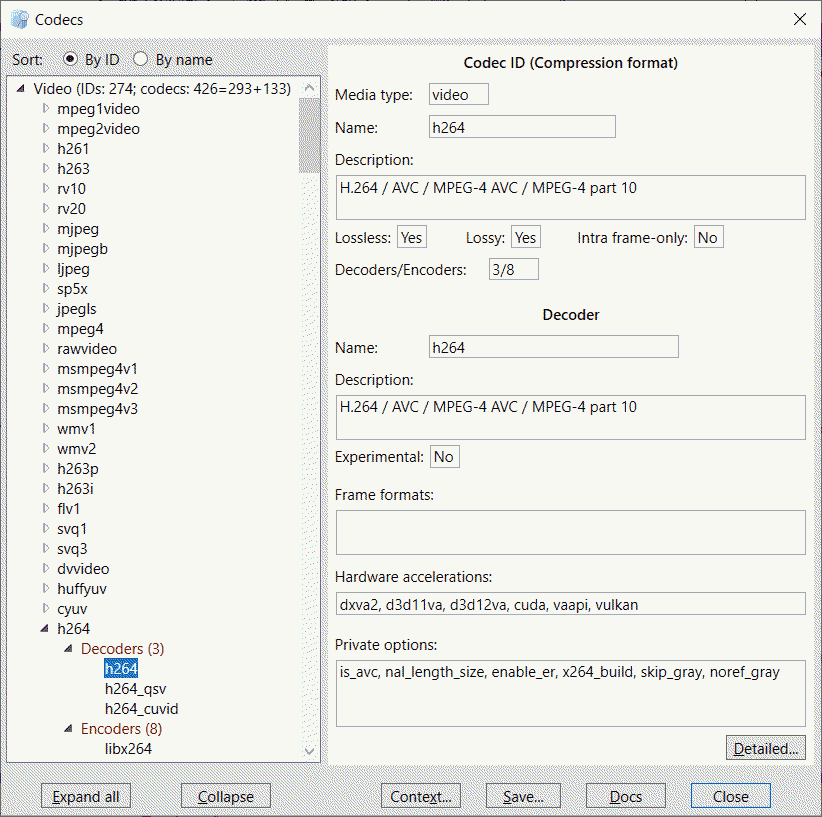 Codecs
Sort: By ID By name
Video (IDs: 274; codecs: 426=293+133)
mpeg1video
mpeg2video
h261
h263
rv10
rv20
mjpeg
mjpegb
ljpeg
sp5x
jpegls
mpeg4
rawvideo
msmpeg4v1
msmpeg4v2
msmpeg4v3
wmv1
wmv2
h263p
h263i
flv1
svq1
svq3
dvvideo
huffyuv
cyuv
h264
Decoders (3)
h264
h264_qsv
h264_cuvid
Encoders (8)
libx264
Codec ID (Compression format)
Media type: video
Name: h264
Description:
H.264 / AVC / MPEG-4 AVC / MPEG-4 part 10
Lossless: Yes Lossy: Yes Intra frame-only: No
Decoders/Encoders: 3/8
Decoder
Name: h264
Description:
H.264 / AVC / MPEG-4 AVC / MPEG-4 part 10
Experimental: No
Frame formats:
Hardware accelerations:
dxva2, d3d11va, d3d12va, cuda, vaapi, vulkan
Private options:
is_avc, nal_length_size, enable_er, x264_build, skip_gray, noref_gray
Detailed...
Expand all Collapse Context... Save... Docs Close